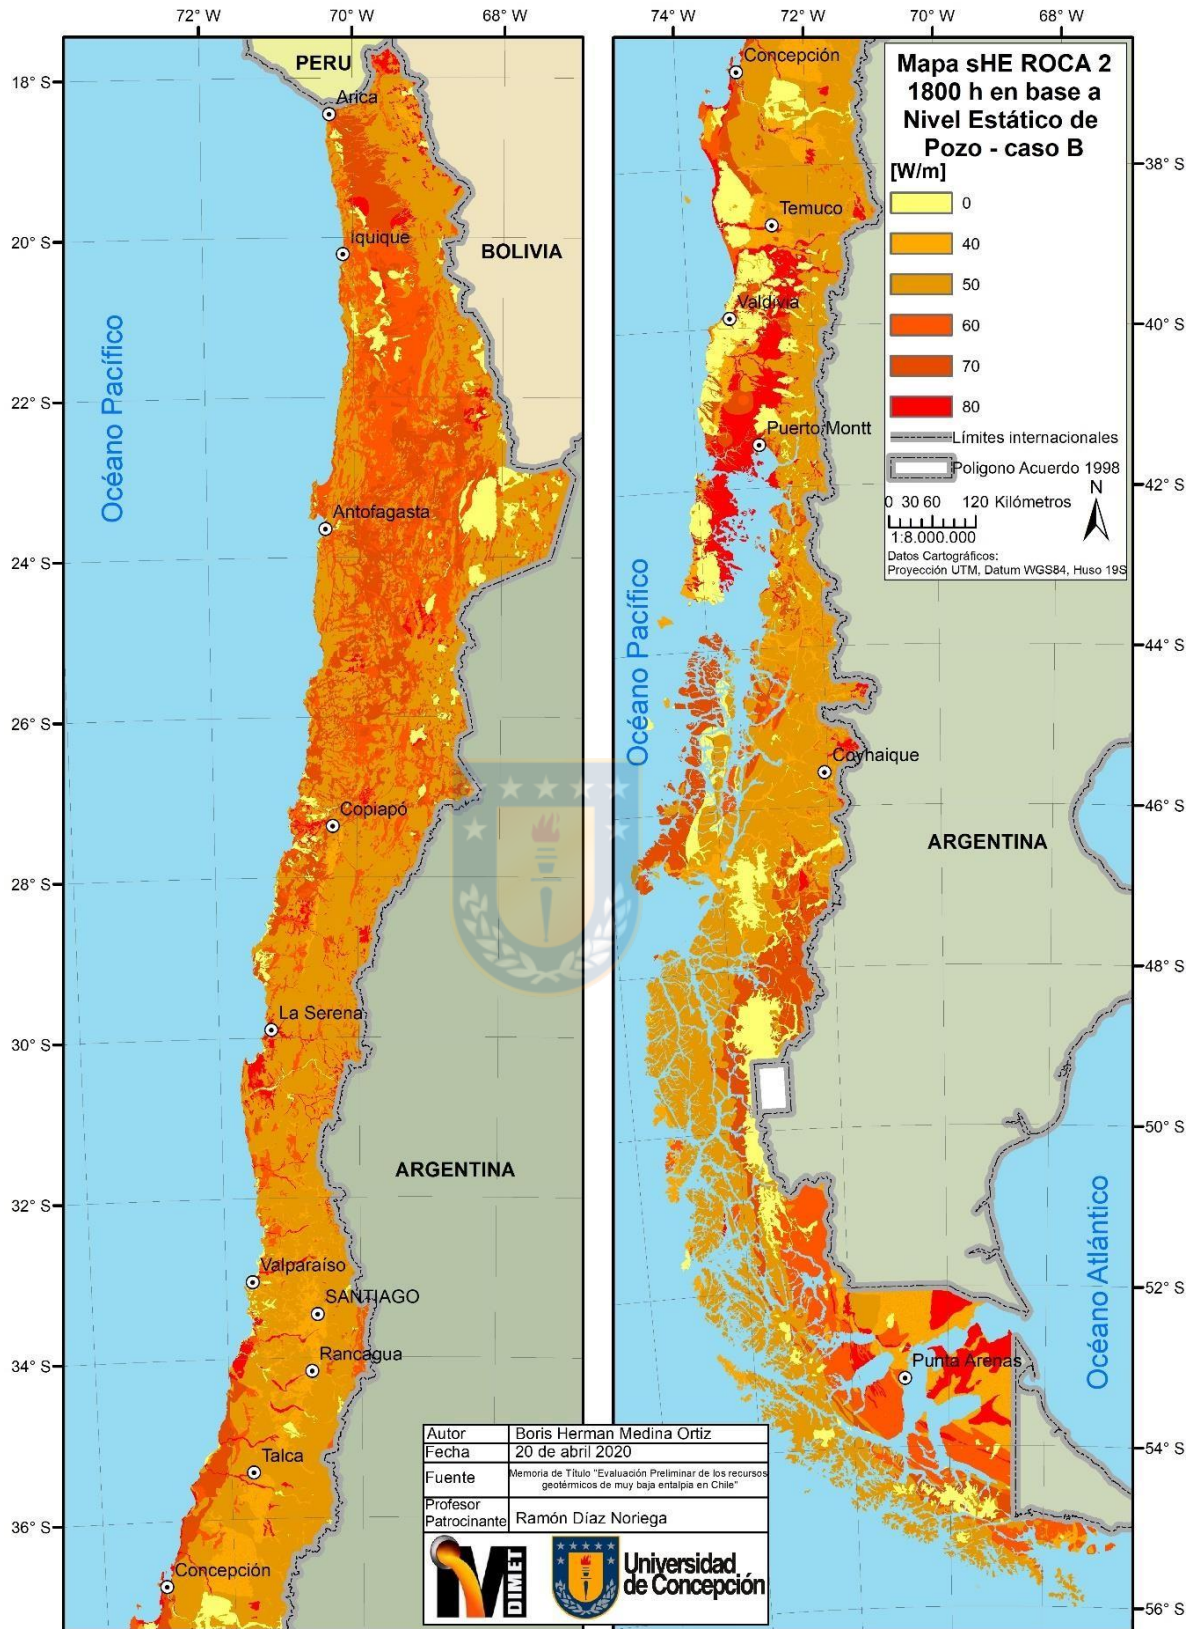 72° W
70° W
68° W
74° W
72° W
70° W
68° W
18° S
20° S
22° S
24° S
26° S
28° S
30° S
32° S
34° S
36° S
PERU
Arica
Iquique
BOLIVIA
Océano Pacífico
Antofagasta
Copiapó
La Serena
ARGENTINA
Valparaíso
SANTIAGO
Rancagua
Talca
Concepción
Concepción
Temuco
Valdivia
Puerto Montt
Océano Pacífico
Coyhaique
ARGENTINA
Punta Arenas
Océano Atlántico
Mapa sHE ROCA 2
1800 h en base a
Nivel Estático de
Pozo - caso B
[W/m]
0
40
50
60
70
80
Límites internacionales
Poligono Acuerdo 1998
0 30 60 120 Kilómetros
N
1:8.000.000
Datos Cartográficos:
Proyección UTM, Datum WGS84, Huso 19S
38° S
40° S
42° S
44° S
46° S
48° S
50° S
52° S
54° S
56° S
Autor Boris Herman Medina Ortiz
Fecha 20 de abril 2020
Fuente Memoria de Título "Evaluación Preliminar de los recursos
geotérmicos de muy baja entalpia en Chile"
Profesor
Patrocinante Ramón Díaz Noriega
DIMET
Universidad
de Concepción